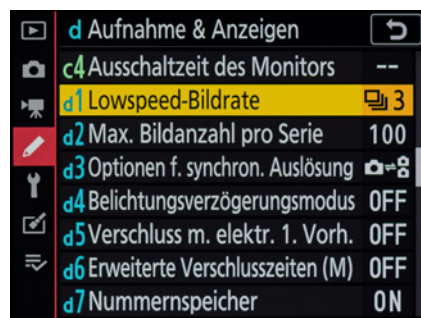 d Aufnahme & Anzeigen
c4 Ausschaltzeit des Monitors --
d1 Lowspeed-Bildrate 3
d2 Max. Bildanzahl pro Serie 100
d3 Optionen f. synchron. Auslösung
d4 Belichtungsverzögerungsmodus OFF
d5 Verschluss m. elektr. 1. Vorh. OFF
d6 Erweiterte Verschlusszeiten (M) OFF
d7 Nummernspeicher ON